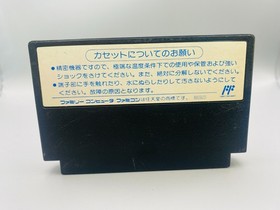 カセットについてのお願い
●精密機器ですので、極端な温度条件下での使用や保管および強い
ショックをさけてください。また、絶対に分解しないでください。
●端子部に手を触れたり、水にぬらしたりして汚さないようにして
ください。故障の原因となります。
ファミリーコンピュータ・ファミコンは任天堂の商標です。